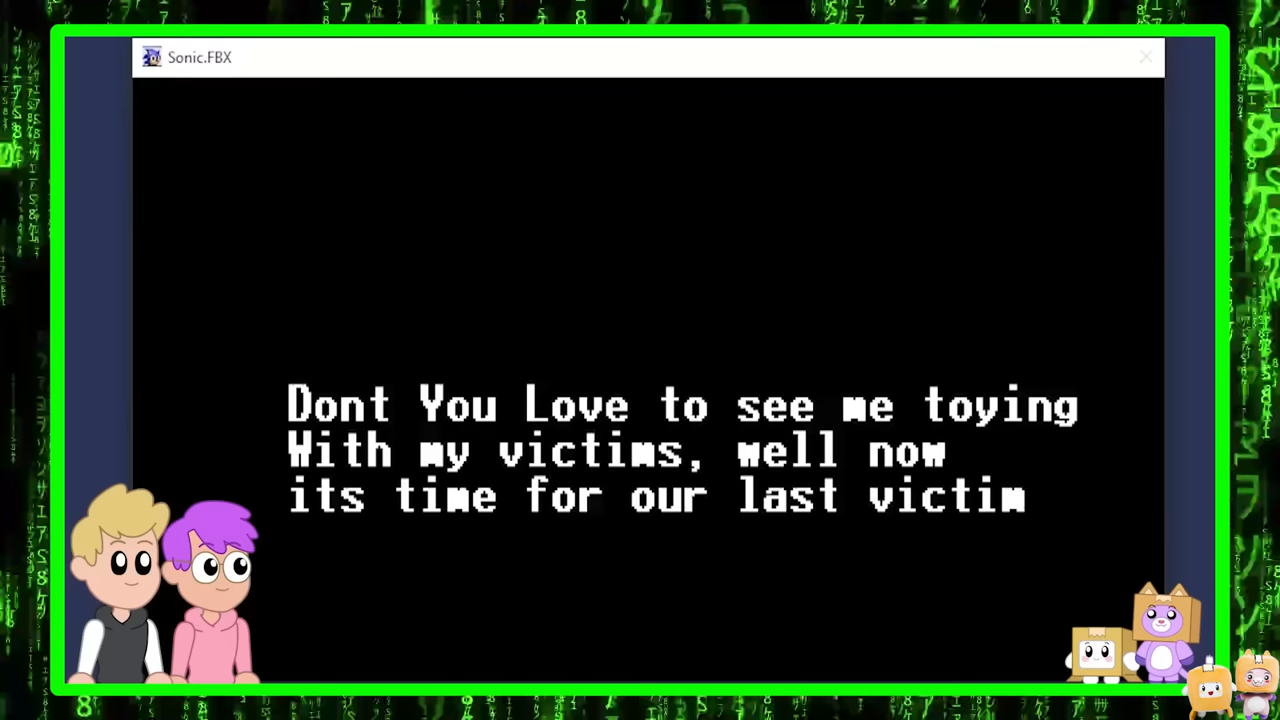 Sonic.FBX
Dont You Love to see me toying
With my victims, well now
its time for our last victim